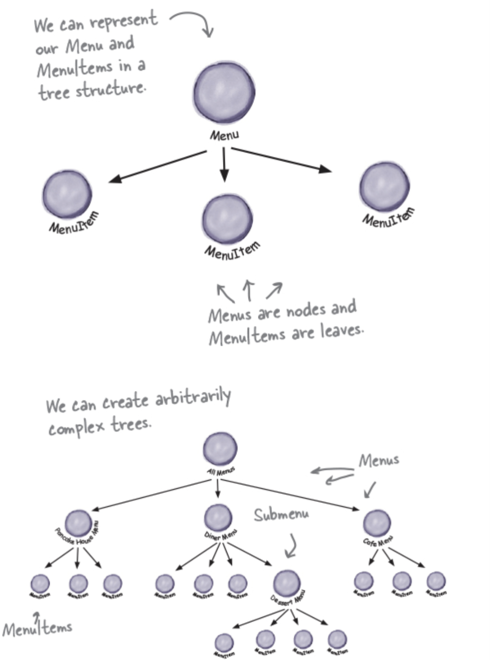 We can represent
our Menu and
MenuItems in a
tree structure.
Menu
MenuItem
MenuItem
MenuItem
Menus are nodes and
MenuItems are leaves.
We can create arbitrarily
complex trees.
All Menus
Menus
Submenu
Pancake House Menu
Diner Menu
Cafe Menu
MenuItem
MenuItem
MenuItem
MenuItem
MenuItem
MenuItem
Dessert Menu
MenuItem
MenuItem
MenuItem
MenuItems
MenuItem
MenuItem
MenuItem
MenuItem